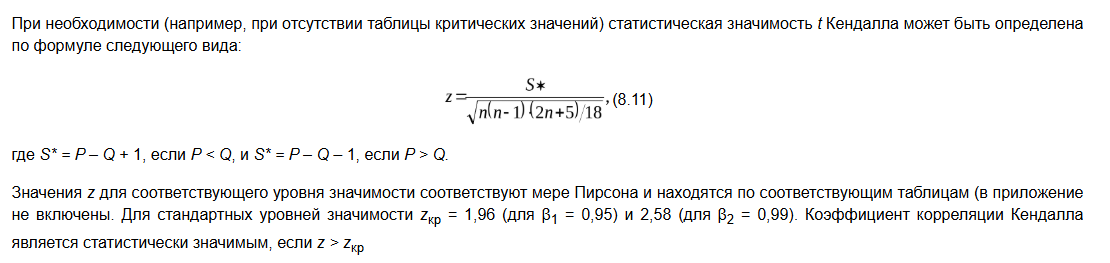 При необходимости (например, при отсутствии таблицы критических значений) статистическая значимость t Кендалла может быть определена
по формуле следующего вида:
z = S∗ / √n(n-1)(2n+5)/18 , (8.11)
где S* = P – Q + 1, если P < Q, и S* = P – Q – 1, если P > Q.
Значения z для соответствующего уровня значимости соответствуют мере Пирсона и находятся по соответствующим таблицам (в приложение
не включены. Для стандартных уровней значимости zкр = 1,96 (для β1 = 0,95) и 2,58 (для β2 = 0,99). Коэффициент корреляции Кендалла
является статистически значимым, если z > zкр